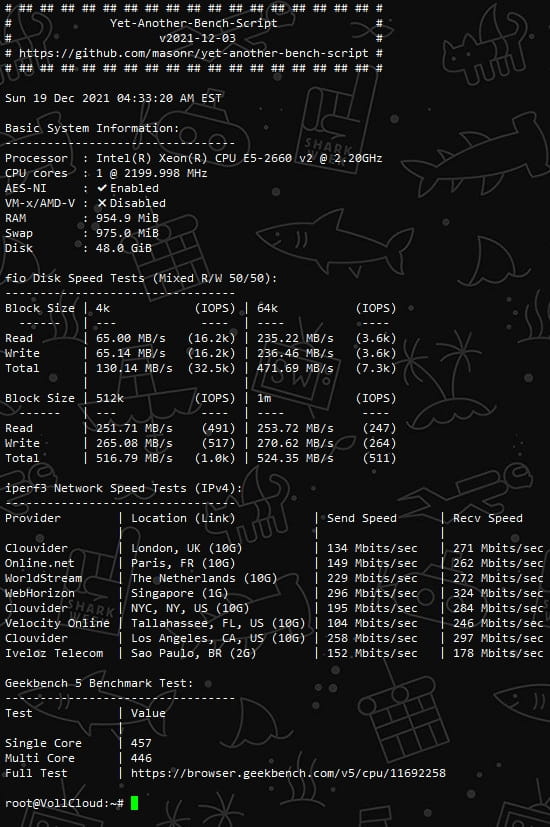 # ## ## ## ## ## ## ## ## ## ## ## ## ## ## ## ## ## #
# Yet-Another-Bench-Script #
# v2021-12-03 #
# https://github.com/masonr/yet-another-bench-script #
# ## ## ## ## ## ## ## ## ## ## ## ## ## ## ## ## ## #
Sun 19 Dec 2021 04:33:20 AM EST
Basic System Information:
---------------------------------
Processor : Intel(R) Xeon(R) CPU E5-2660 v2 @ 2.20GHz
CPU cores : 1 @ 2199.998 MHz
AES-NI : ✔ Enabled
VM-x/AMD-V : ❌ Disabled
RAM : 954.9 MiB
Swap : 975.0 MiB
Disk : 48.0 GiB
fio Disk Speed Tests (Mixed R/W 50/50):
---------------------------------
Block Size | 4k (IOPS) | 64k (IOPS)
------ | --- ---- | ---- ----
Read | 65.00 MB/s (16.2k) | 235.22 MB/s (3.6k)
Write | 65.14 MB/s (16.2k) | 236.46 MB/s (3.6k)
Total | 130.14 MB/s (32.5k) | 471.69 MB/s (7.3k)
| |
Block Size | 512k (IOPS) | 1m (IOPS)
------ | --- ---- | ---- ----
Read | 251.71 MB/s (491) | 253.72 MB/s (247)
Write | 265.08 MB/s (517) | 270.62 MB/s (264)
Total | 516.79 MB/s (1.0k) | 524.35 MB/s (511)
iperf3 Network Speed Tests (IPv4):
---------------------------------
Provider | Location (Link) | Send Speed | Recv Speed
| | |
Clouvider | London, UK (10G) | 134 Mbits/sec | 271 Mbits/sec
Online.net | Paris, FR (10G) | 149 Mbits/sec | 262 Mbits/sec
WorldStream | The Netherlands (10G) | 229 Mbits/sec | 272 Mbits/sec
WebHorizon | Singapore (1G) | 296 Mbits/sec | 324 Mbits/sec
Clouvider | NYC, NY, US (10G) | 195 Mbits/sec | 284 Mbits/sec
Velocity Online | Tallahassee, FL, US (10G) | 104 Mbits/sec | 246 Mbits/sec
Clouvider | Los Angeles, CA, US (10G) | 258 Mbits/sec | 297 Mbits/sec
Iveloz Telecom | Sao Paulo, BR (2G) | 152 Mbits/sec | 178 Mbits/sec
Geekbench 5 Benchmark Test:
---------------------------------
Test | Value
|
Single Core | 457
Multi Core | 446
Full Test | https://browser.geekbench.com/v5/cpu/11692258
root@VollCloud:~#
SHARK
WEEK